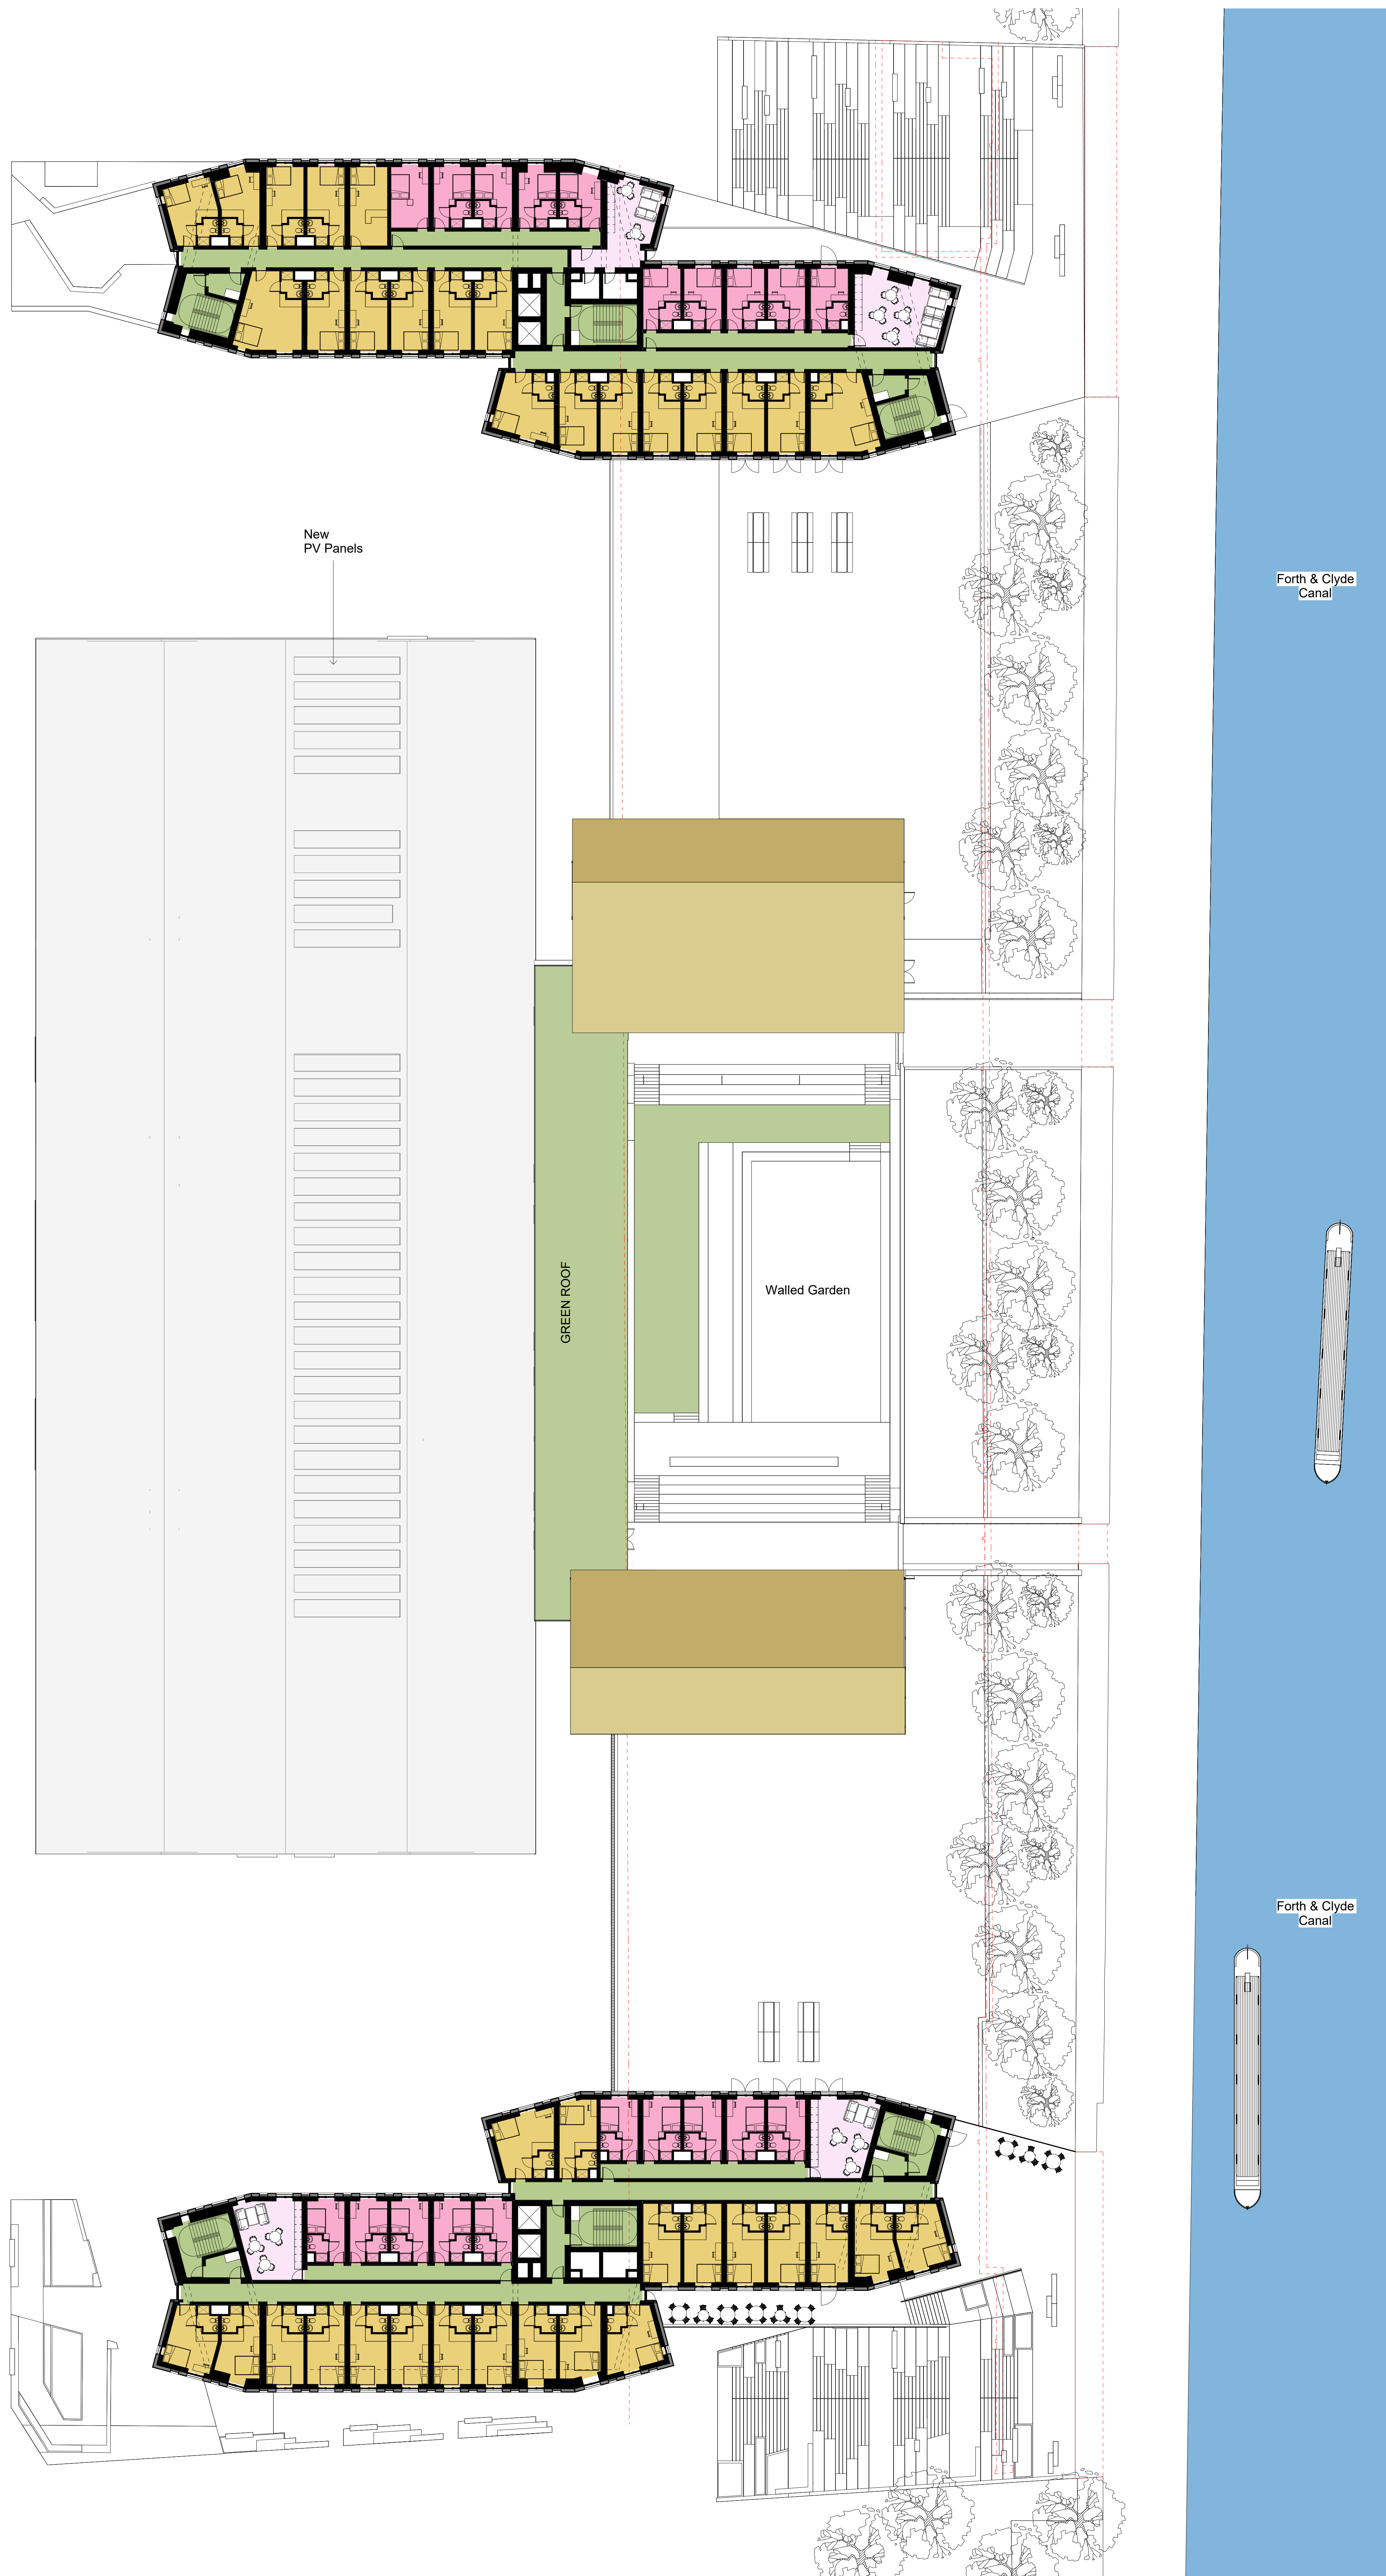 New
PV Panels
Forth & Clyde
Canal
GREEN ROOF
Walled Garden
Forth & Clyde
Canal